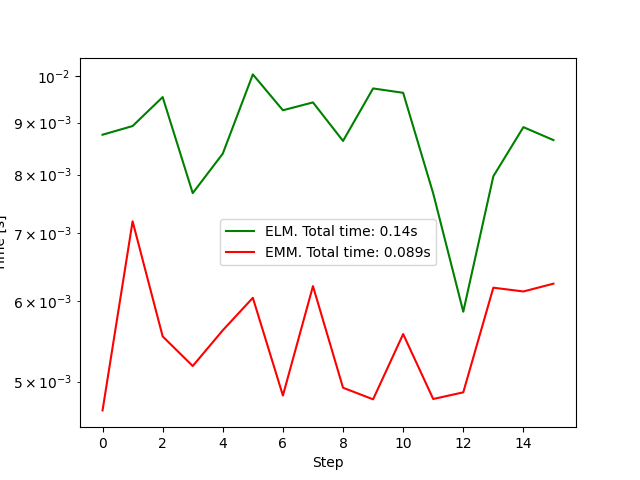 10⁻²
9 × 10⁻³
8 × 10⁻³
7 × 10⁻³
6 × 10⁻³
5 × 10⁻³
Time [s]
ELM. Total time: 0.14s
EMM. Total time: 0.089s
0 2 4 6 8 10 12 14
Step